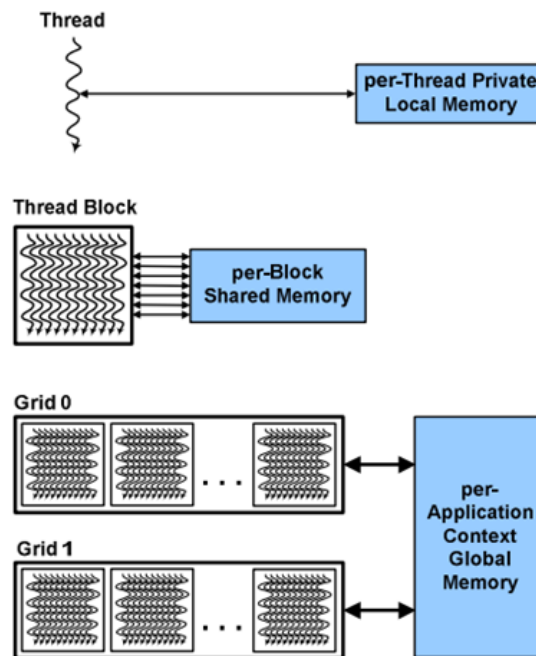 Thread
per-Thread Private
Local Memory
Thread Block
per-Block
Shared Memory
Grid 0
. . .
per-
Application
Context
Global
Memory
Grid 1
. . .